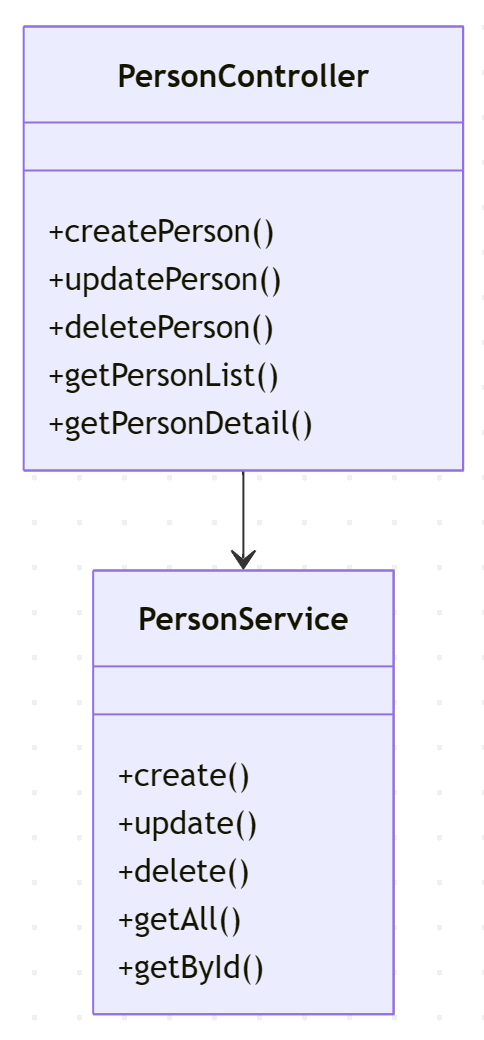 PersonController
+createPerson()
+updatePerson()
+deletePerson()
+getPersonList()
+getPersonDetail()
PersonService
+create()
+update()
+delete()
+getAll()
+getById()